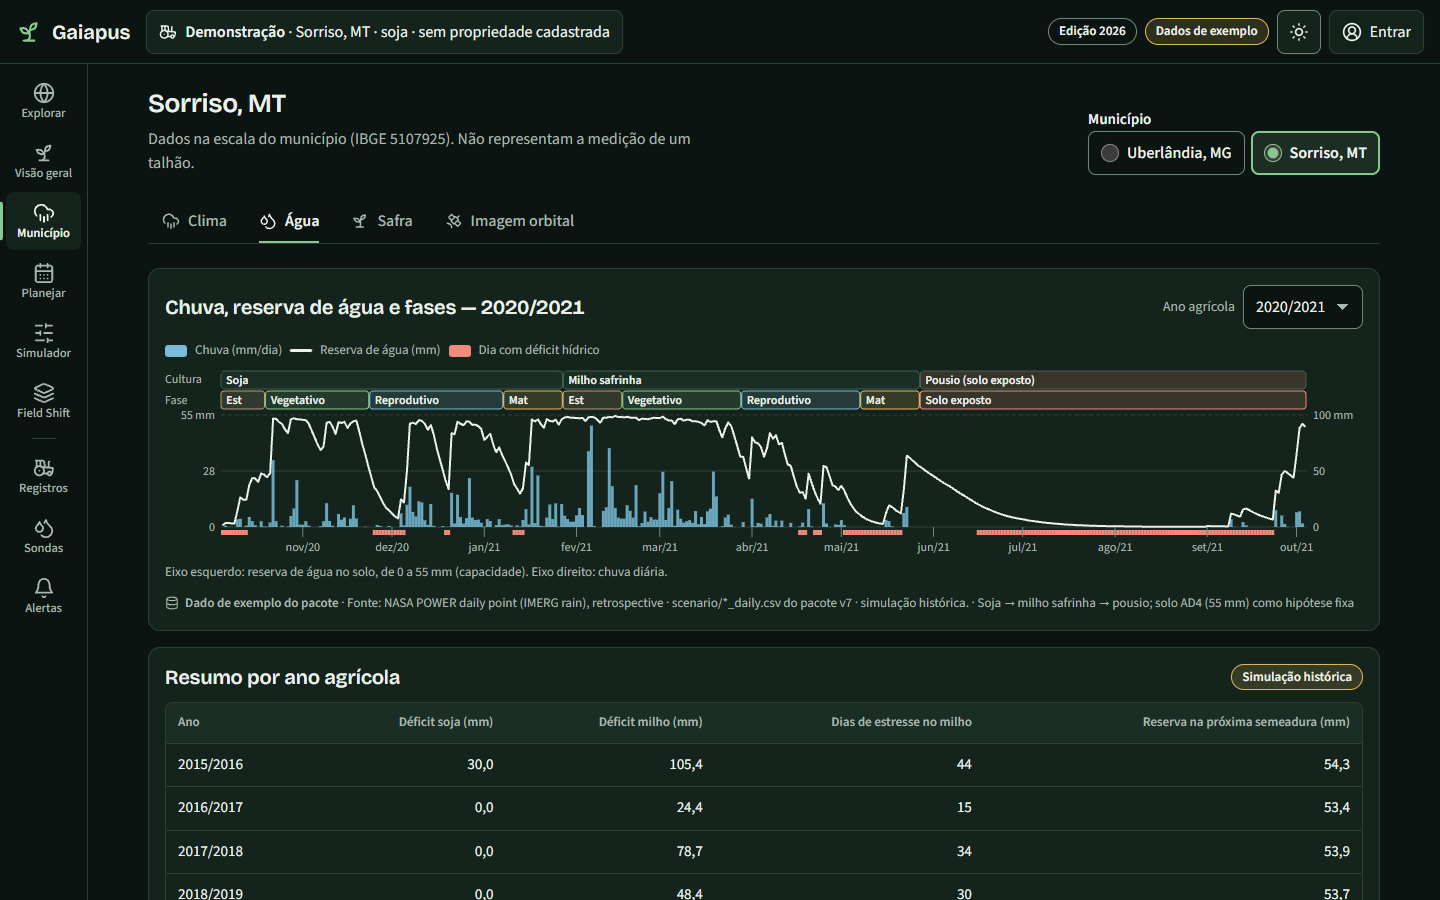 Gaiapus
Demonstração · Sorriso, MT · soja · sem propriedade cadastrada
Edição 2026
Dados de exemplo
Entrar
Explorar
Visão geral
Município
Planejar
Simulador
Field Shift
Registros
Sondas
Alertas
Sorriso, MT
Dados na escala do município (IBGE 5107925). Não representam a medição de um
talhão.
Município
Uberlândia, MG
Sorriso, MT
Clima
Água
Safra
Imagem orbital
Chuva, reserva de água e fases — 2020/2021
Ano agrícola
2020/2021
Chuva (mm/dia)
Reserva de água (mm)
Dia com déficit hídrico
Cultura
Soja
Milho safrinha
Pousio (solo exposto)
Fase
Est
Vegetativo
Reprodutivo
Mat
Est
Vegetativo
Reprodutivo
Mat
Solo exposto
55 mm
100 mm
28
50
0
0
nov/20
dez/20
jan/21
fev/21
mar/21
abr/21
mai/21
jun/21
jul/21
ago/21
set/21
out/21
Eixo esquerdo: reserva de água no solo, de 0 a 55 mm (capacidade). Eixo direito: chuva diária.
Dado de exemplo do pacote · Fonte: NASA POWER daily point (IMERG rain), retrospective · scenario/*_daily.csv do pacote v7 · simulação histórica. · Soja → milho safrinha → pousio; solo AD4 (55 mm) como hipótese fixa
Resumo por ano agrícola
Simulação histórica
Ano
Déficit soja (mm)
Déficit milho (mm)
Dias de estresse no milho
Reserva na próxima semeadura (mm)
2015/2016
30,0
105,4
44
54,3
2016/2017
0,0
24,4
15
53,4
2017/2018
0,0
78,7
34
53,9
2018/2019
0,0
48,4
30
53,7